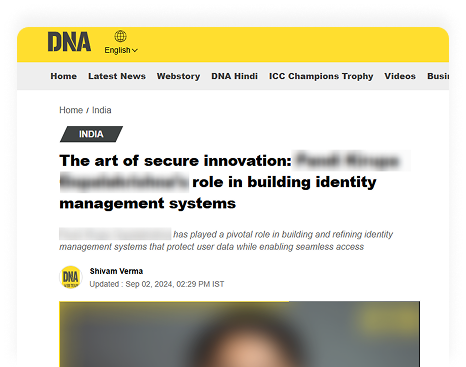 DNA
English
Home Latest News Webstory DNA Hindi ICC Champions Trophy Videos Busi
Home / India
INDIA
The art of secure innovation:
role in building identity
management systems
has played a pivotal role in building and refining identity
management systems that protect user data while enabling seamless access
DNA
Shivam Verma
Updated : Sep 02, 2024, 02:29 PM IST